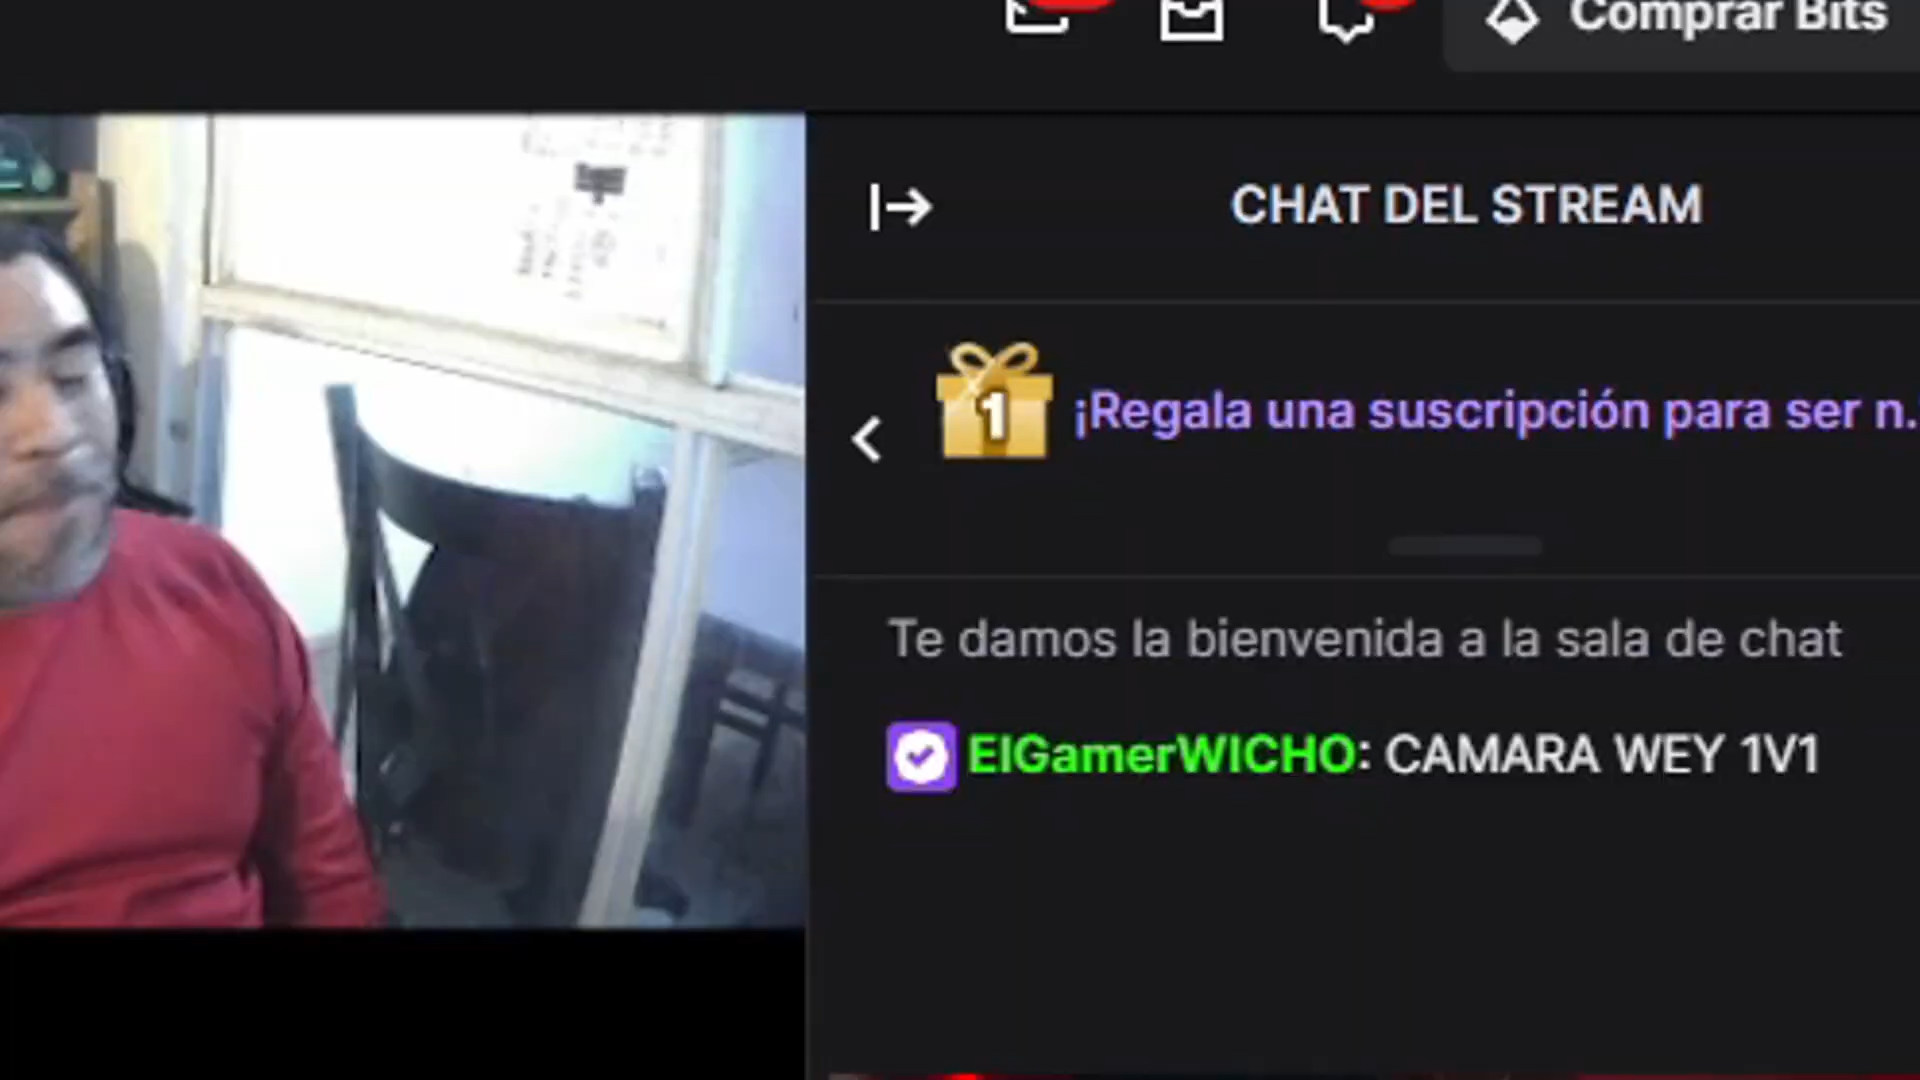 Comprar Bits
CHAT DEL STREAM
1
¡Regala una suscripción para ser n.
Te damos la bienvenida a la sala de chat
ElGamerWICHO: CAMARA WEY 1V1